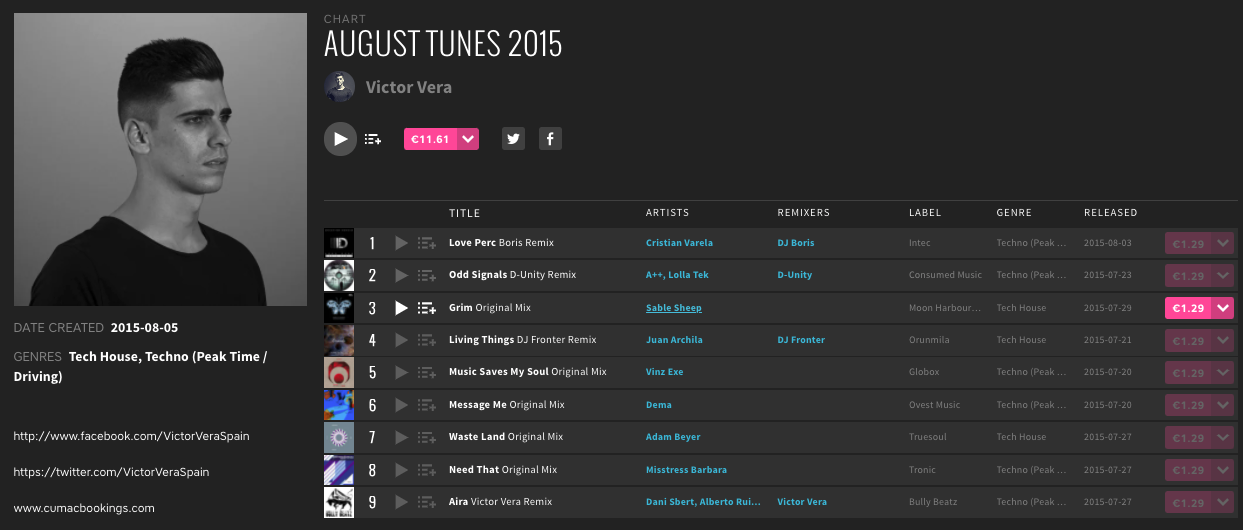 CHART
AUGUST TUNES 2015
Victor Vera
€11.61
DATE CREATED 2015-08-05
GENRES Tech House, Techno (Peak Time /
Driving)
http://www.facebook.com/VictorVeraSpain
https://twitter.com/VictorVeraSpain
www.cumacbookings.com
TITLE ARTISTS REMIXERS LABEL GENRE RELEASED
1 Love Perc Boris Remix Cristian Varela DJ Boris Intec Techno (Peak ... 2015-08-03 €1.29
2 Odd Signals D-Unity Remix A++, Lolla Tek D-Unity Consumed Music Techno (Peak ... 2015-07-23 €1.29
3 Grim Original Mix Sable Sheep Moon Harbour... Tech House 2015-07-29 €1.29
4 Living Things DJ Fronter Remix Juan Archila DJ Fronter Orunmila Tech House 2015-07-21 €1.29
5 Music Saves My Soul Original Mix Vinz Exe Globox Techno (Peak ... 2015-07-20 €1.29
6 Message Me Original Mix Dema Ovest Music Techno (Peak ... 2015-07-20 €1.29
7 Waste Land Original Mix Adam Beyer Truesoul Techno (Peak ... 2015-07-27 €1.29
8 Need That Original Mix Misstress Barbara Tronic Techno (Peak ... 2015-07-27 €1.29
9 Aira Victor Vera Remix Dani Sbert, Alberto Rui... Victor Vera Bully Beatz Techno (Peak ... 2015-07-27 €1.29